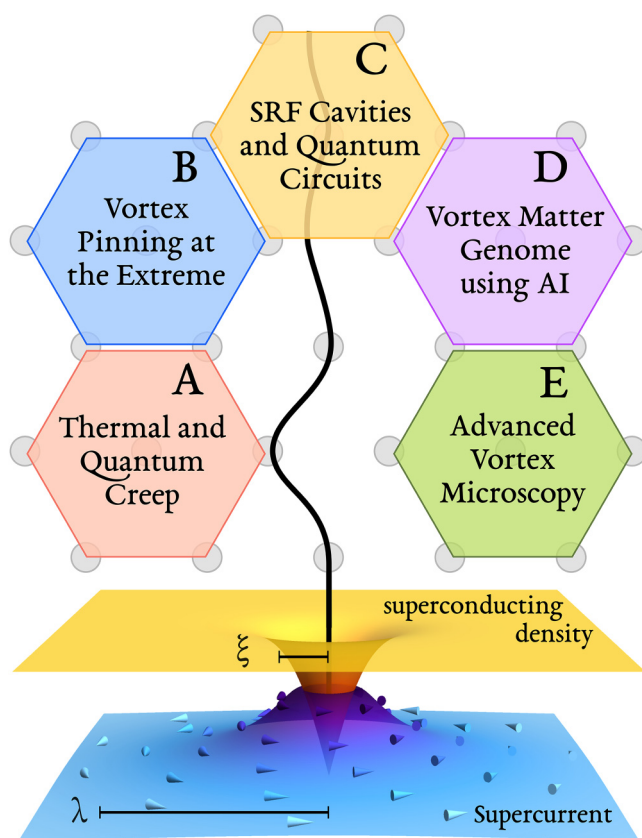 C
SRF Cavities
and Quantum
Circuits
B
Vortex
Pinning at
the Extreme
D
Vortex Matter
Genome
using AI
A
Thermal and
Quantum
Creep
E
Advanced
Vortex
Microscopy
superconducting
density
ξ
λ
Supercurrent